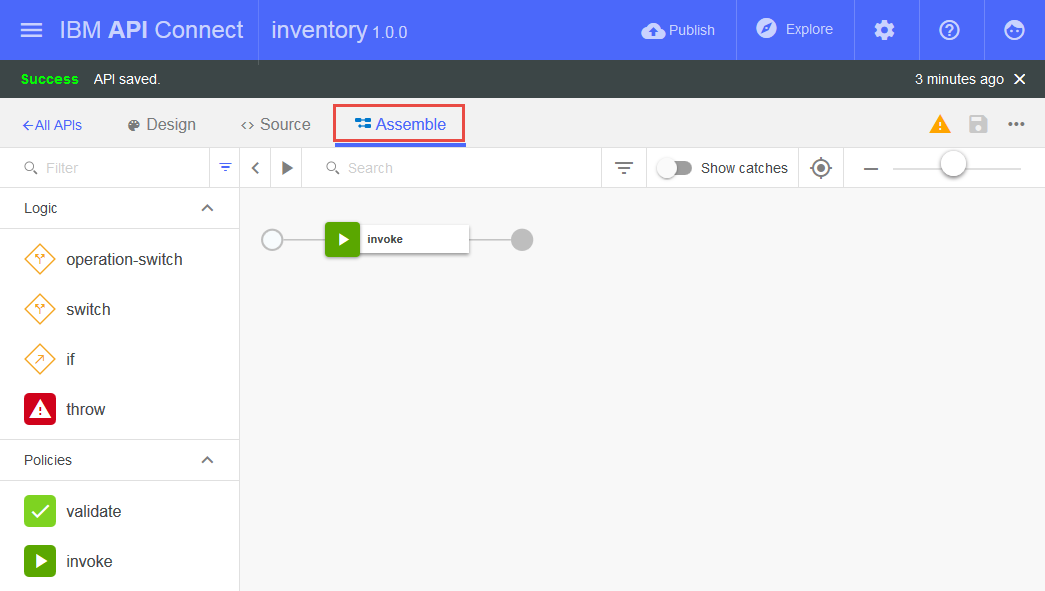 IBM API Connect
inventory 1.0.0
Publish
Explore
Success API saved.
3 minutes ago
All APIs
Design
Source
Assemble
Filter
Search
Show catches
Logic
operation-switch
switch
if
throw
Policies
validate
invoke
invoke